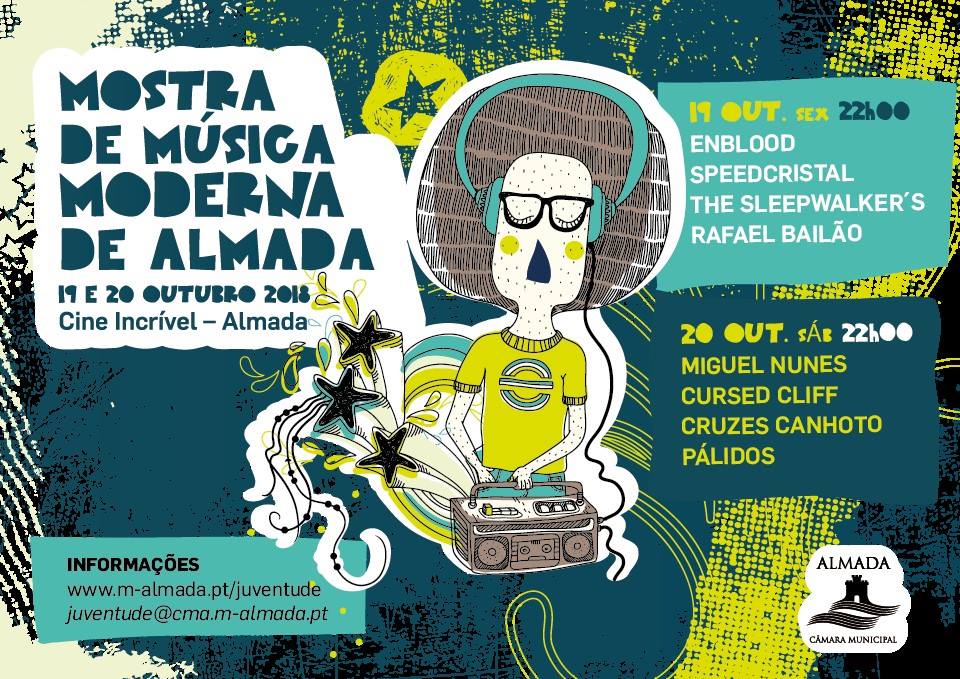 MOSTRA
DE MÚSICA
MODERNA
DE ALMADA
19 E 20 OUTUBRO 2018
Cine Incrível – Almada
19 OUT. SEX 22h00
ENBLOOD
SPEEDCRISTAL
THE SLEEPWALKER´S
RAFAEL BAILÃO
20 OUT. SÁB 22h00
MIGUEL NUNES
CURSED CLIFF
CRUZES CANHOTO
PÁLIDOS
INFORMAÇÕES
www.m-almada.pt/juventude
juventude@cma.m-almada.pt
ALMADA
CÂMARA MUNICIPAL